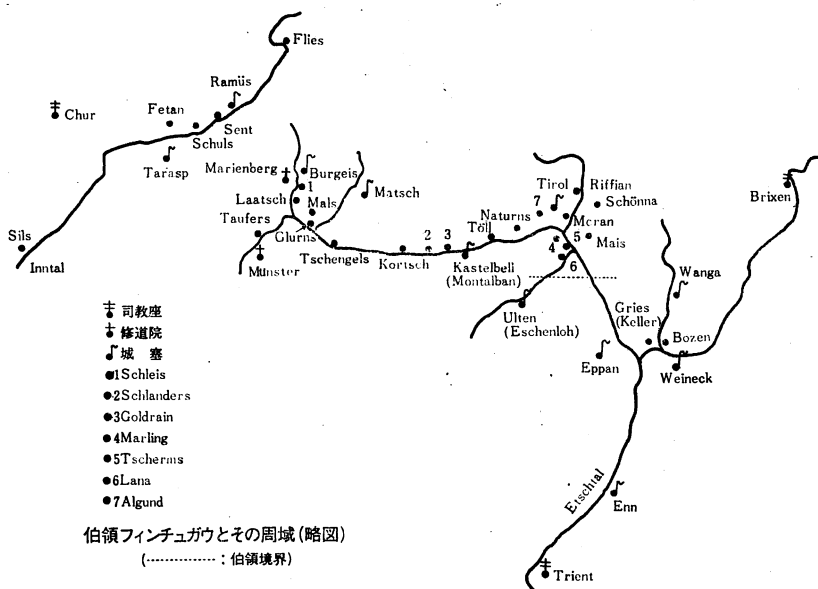 Flies
Ramüs
Chur
Fetan
Sent
Schuls
Tarasp
Marienberg
Burgeis
1
Matsch
Laatsch
Mals
Taufers
Glurns
Münster
Tschengels
Sils
Inntal
Kortsch
2
3
Kastelbell
(Montalban)
Töll
Naturns
7
Tirol
Riffian
Schönna
Meran
Mais
4
5
6
Brixen
Wanga
Ulten
(Eschenloh)
Gries
(Keller)
Bozen
Eppan
Weineck
Etschtal
Enn
Trient
司教座
修道院
城 塞
1 Schleis
2 Schlanders
3 Goldrain
4 Marling
5 Tscherms
6 Lana
7 Algund
伯領フィンチュガウとその周域(略図)
(---------------：伯領境界)